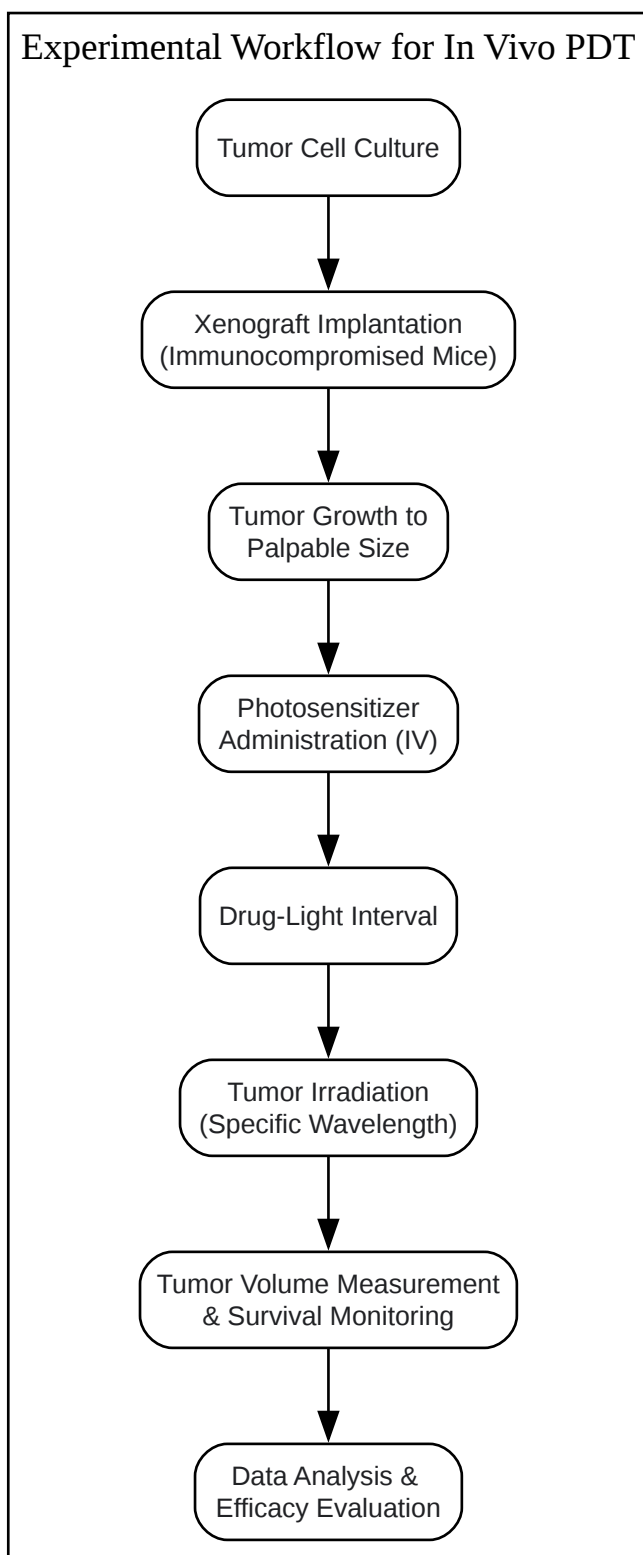 Experimental Workflow for In Vivo PDT
Tumor Cell Culture
Xenograft Implantation
(Immunocompromised Mice)
Tumor Growth to
Palpable Size
Photosensitizer
Administration (IV)
Drug-Light Interval
Tumor Irradiation
(Specific Wavelength)
Tumor Volume Measurement
& Survival Monitoring
Data Analysis &
Efficacy Evaluation